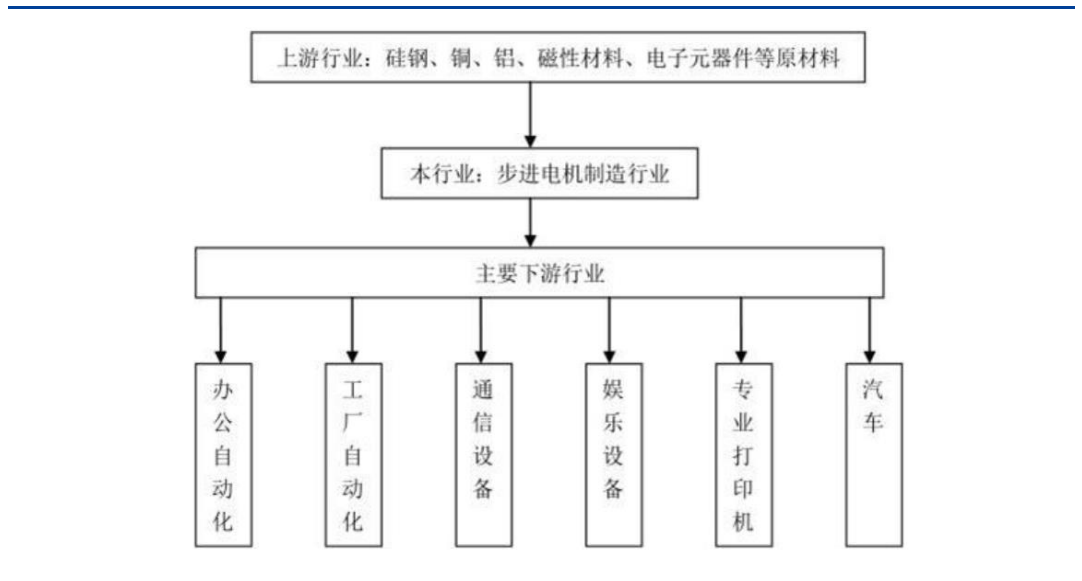 上游行业：硅钢、铜、铝、磁性材料、电子元器件等原材料
本行业：步进电机制造行业
主要下游行业
办公自动化
工厂自动化
通信设备
娱乐设备
专业打印机
汽车